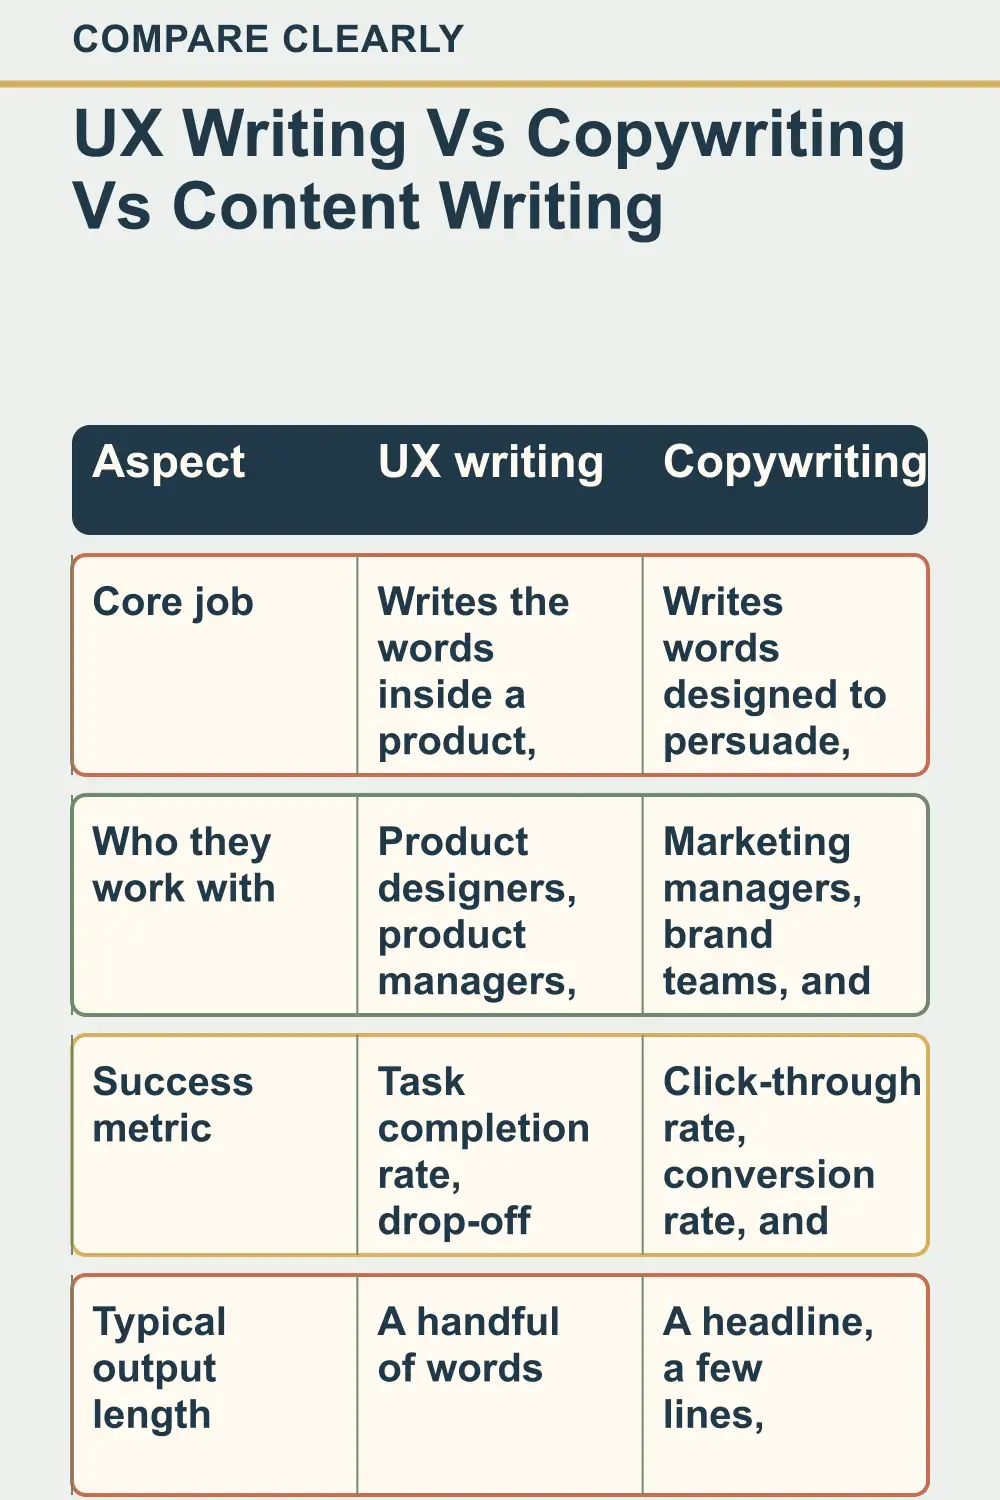 COMPARE CLEARLY
UX Writing Vs Copywriting
Vs Content Writing
Aspect
UX writing
Copywriting
Core job
Writes the
words
inside a
product,
Writes
words
designed to
persuade,
Who they
work with
Product
designers,
product
managers,
Marketing
managers,
brand
teams, and
Success
metric
Task
completion
rate,
drop-off
Click-through
rate,
conversion
rate, and
Typical
output
length
A handful
of words
A headline,
a few
lines,